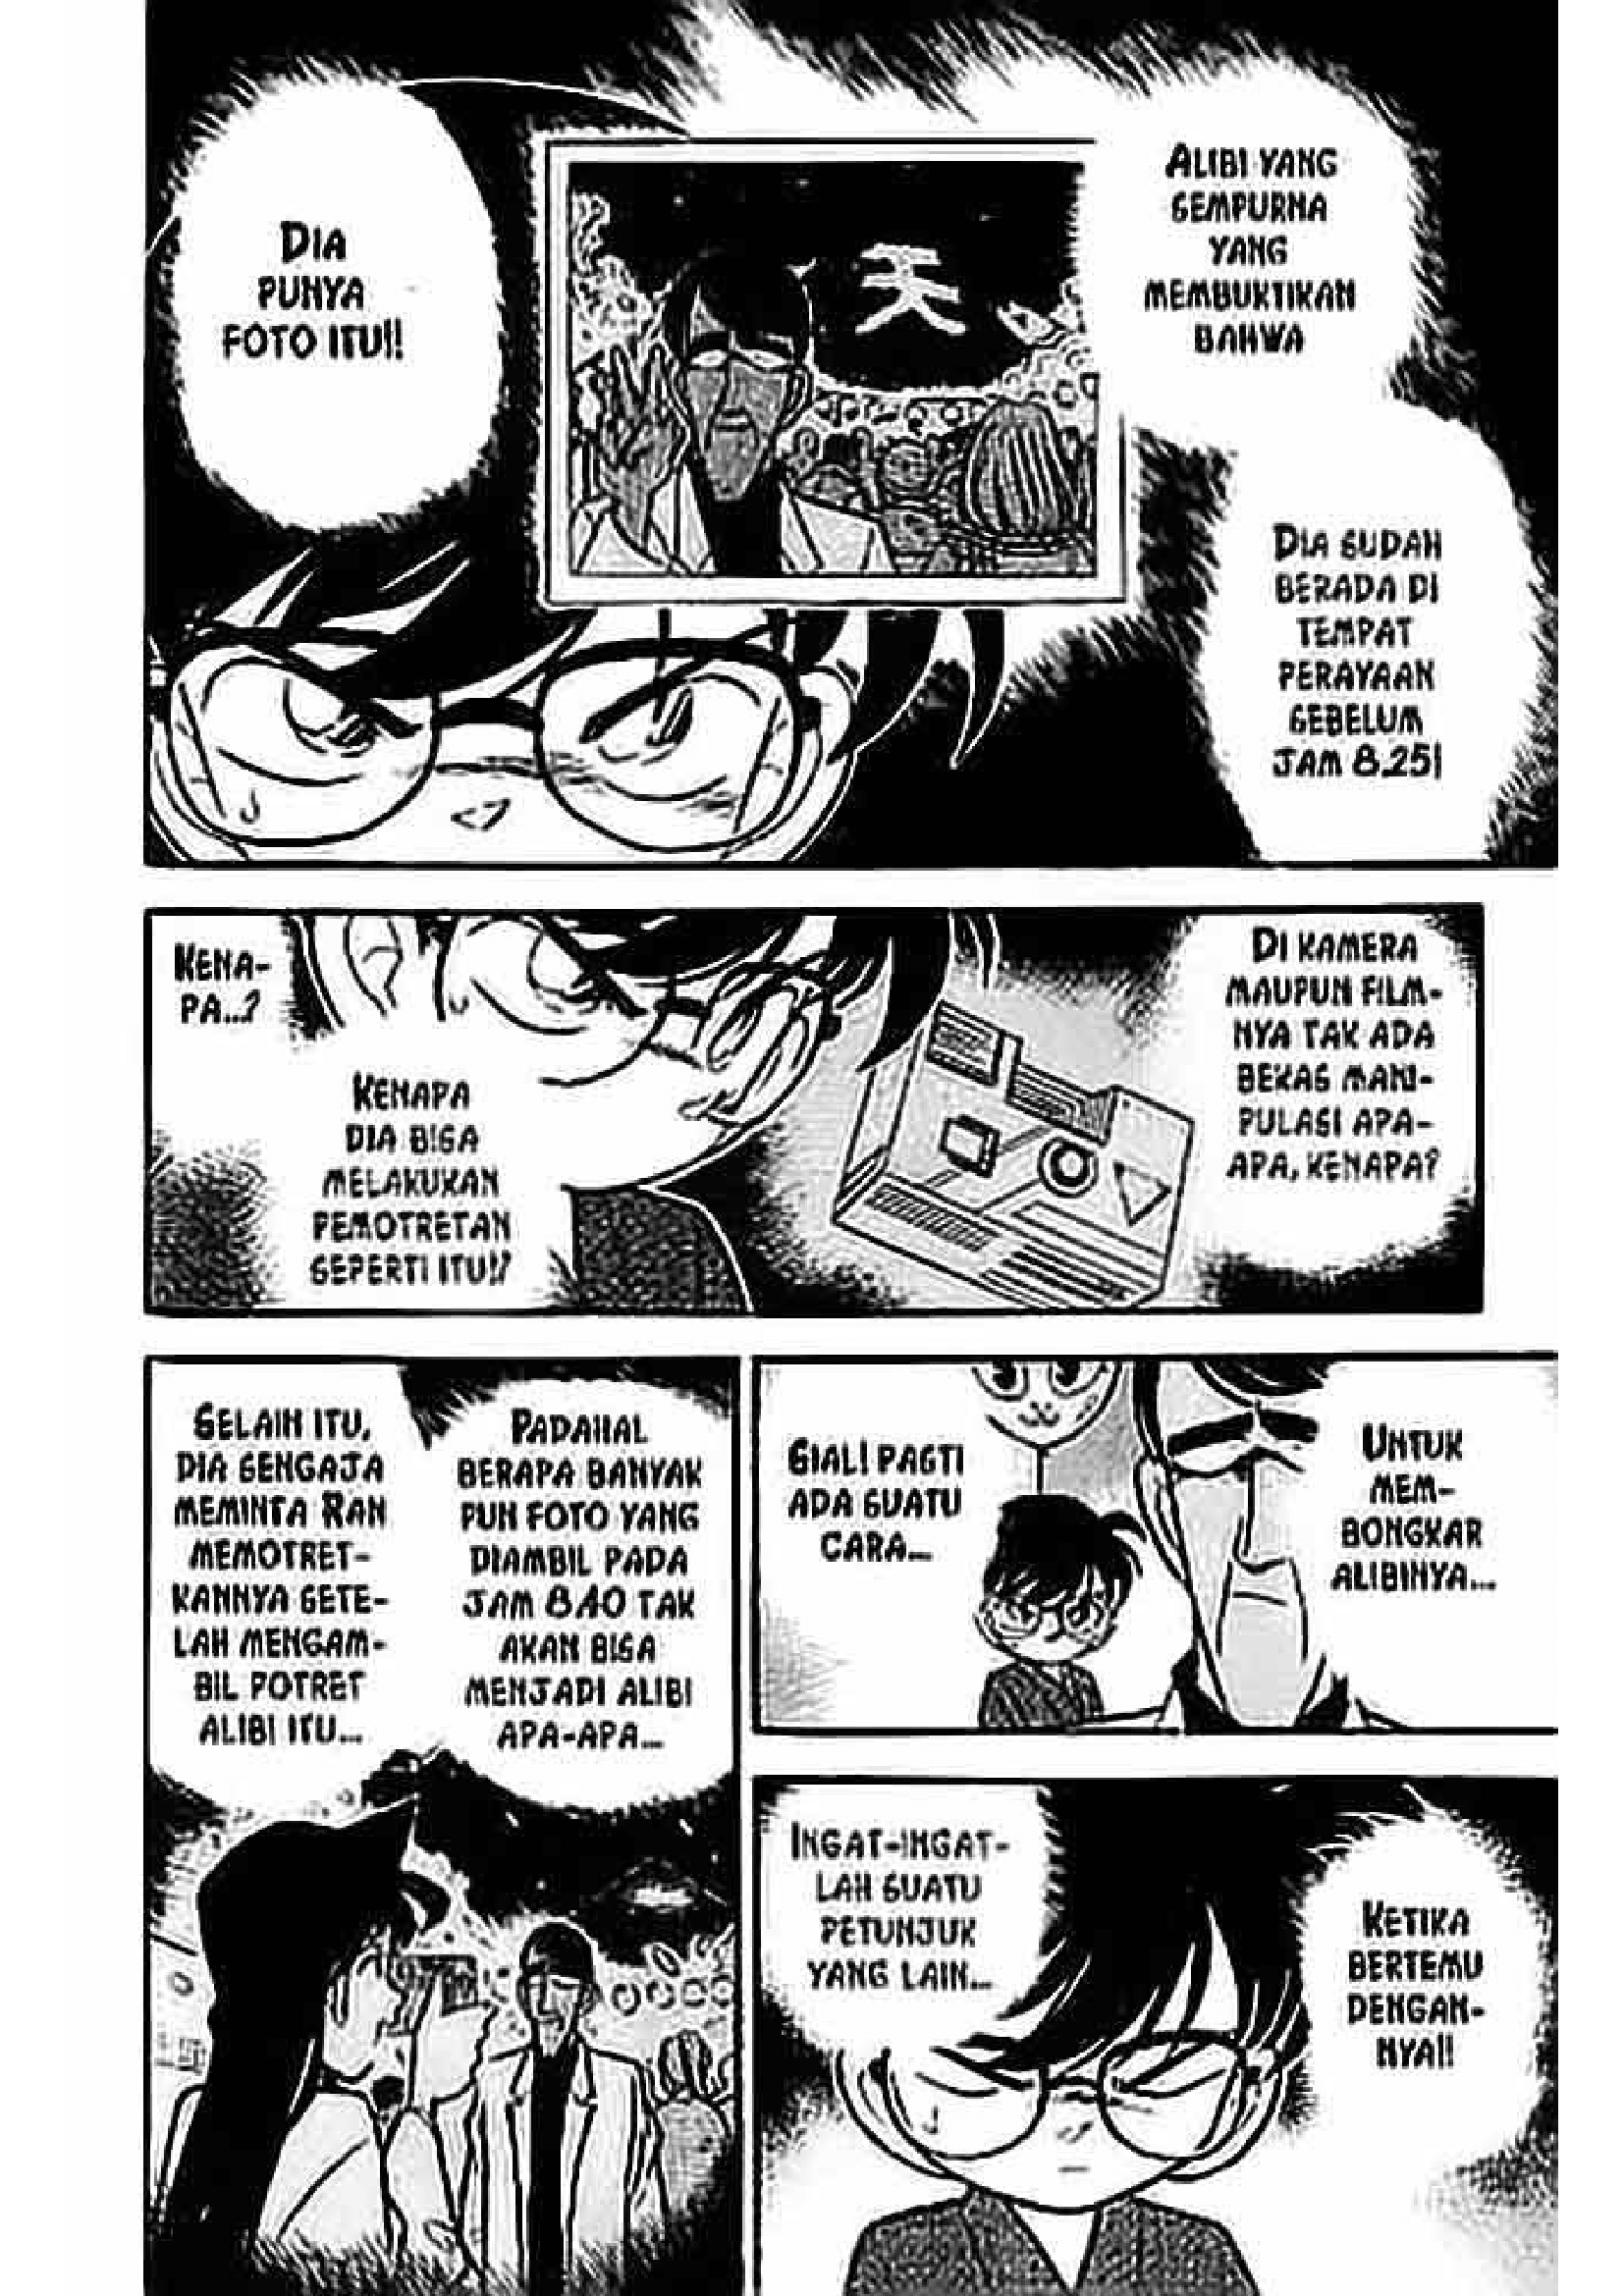 ALIBI YANG
SEMPURNA
YANG
MEMBUKTIKAN
BAHWA
DIA SUDAH
BERADA DI
TEMPAT
PERAYAAN
SEBELUM
JAM 8.25!
天
DIA
PUNYA
FOTO ITU!!
DI KAMERA
MAUPUN FILM-
NYA TAK ADA
BEKAS MANI-
PULASI APA-
APA, KENAPA?
KENA-
PA...?
KENAPA
DIA BISA
MELAKUKAN
PEMOTRETAN
SEPERTI ITU!?
UNTUK
MEM-
BONGKAR
ALIBINYA...
SIAL! PASTI
ADA SUATU
CARA...
KETIKA
BERTEMU
DENGAN-
NYA!!
INGAT-INGAT-
LAH SUATU
PETUNJUK
YANG LAIN...
PADAHAL
BERAPA BANYAK
PUN FOTO YANG
DIAMBIL PADA
JAM 8.40 TAK
AKAN BISA
MENJADI ALIBI
APA-APA...
SELAIN ITU,
DIA SENGAJA
MEMINTA RAN
MEMOTRET-
KANNYA SETE-
LAH MENGAM-
BIL POTRET
ALIBI ITU...